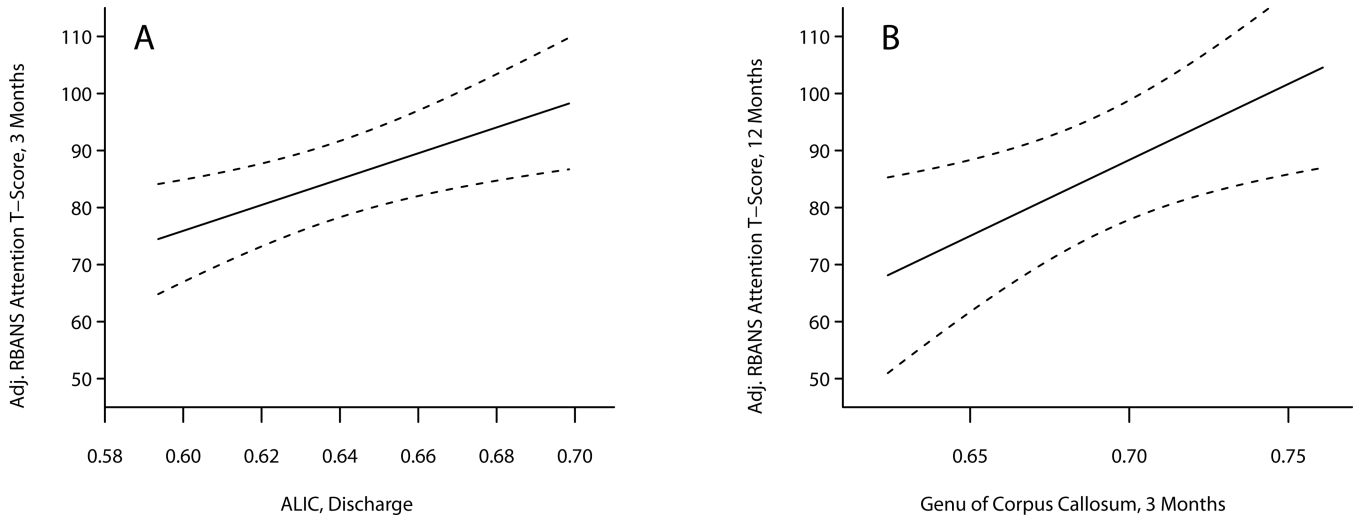 A
Adj. RBANS Attention T−Score, 3 Months
110
100
90
80
70
60
50
0.58 0.60 0.62 0.64 0.66 0.68 0.70
ALIC, Discharge
B
Adj. RBANS Attention T−Score, 12 Months
110
100
90
80
70
60
50
0.65 0.70 0.75
Genu of Corpus Callosum, 3 Months